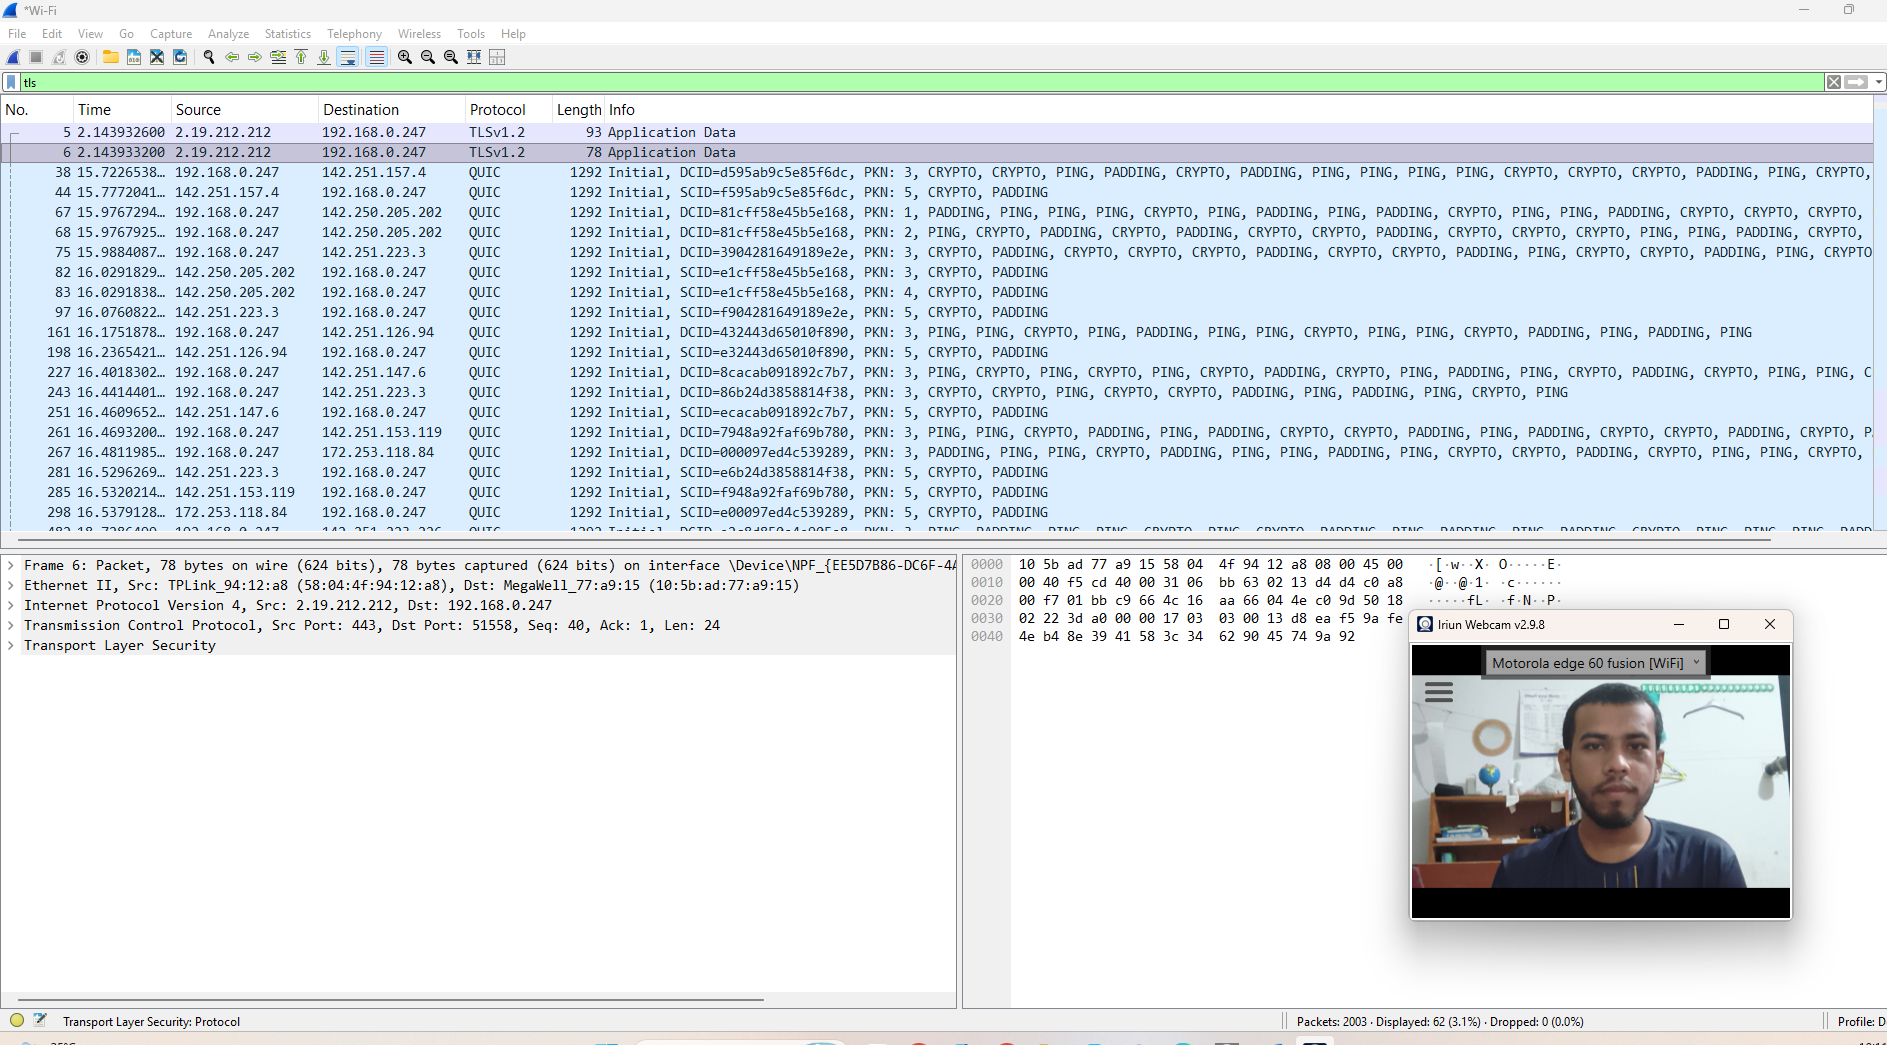 *Wi-Fi
File Edit View Go Capture Analyze Statistics Telephony Wireless Tools Help
tls
No. Time Source Destination Protocol Length Info
5 2.143932600 2.19.212.212 192.168.0.247 TLSv1.2 93 Application Data
6 2.143933200 2.19.212.212 192.168.0.247 TLSv1.2 78 Application Data
38 15.7226538… 192.168.0.247 142.251.157.4 QUIC 1292 Initial, DCID=d595ab9c5e85f6dc, PKN: 3, CRYPTO, CRYPTO, PING, PADDING, CRYPTO, PADDING, PING, PING, PING, PING, CRYPTO, CRYPTO, CRYPTO, PADDING, PING, CRYPTO,
44 15.7772041… 142.251.157.4 192.168.0.247 QUIC 1292 Initial, SCID=f595ab9c5e85f6dc, PKN: 5, CRYPTO, PADDING
67 15.9767294… 192.168.0.247 142.250.205.202 QUIC 1292 Initial, DCID=81cff58e45b5e168, PKN: 1, PADDING, PING, PING, PING, CRYPTO, PING, PADDING, PING, PADDING, CRYPTO, PING, PING, PADDING, CRYPTO, CRYPTO, CRYPTO,
68 15.9767925… 192.168.0.247 142.250.205.202 QUIC 1292 Initial, DCID=81cff58e45b5e168, PKN: 2, PING, CRYPTO, PADDING, CRYPTO, PADDING, CRYPTO, CRYPTO, PADDING, CRYPTO, CRYPTO, CRYPTO, PING, PING, PADDING, CRYPTO,
75 15.9884087… 192.168.0.247 142.251.223.3 QUIC 1292 Initial, DCID=3904281649189e2e, PKN: 3, CRYPTO, PADDING, CRYPTO, CRYPTO, CRYPTO, PADDING, CRYPTO, CRYPTO, PADDING, PING, CRYPTO, CRYPTO, PADDING, PING, CRYPTO
82 16.0291829… 142.250.205.202 192.168.0.247 QUIC 1292 Initial, SCID=e1cff58e45b5e168, PKN: 3, CRYPTO, PADDING
83 16.0291838… 142.250.205.202 192.168.0.247 QUIC 1292 Initial, SCID=e1cff58e45b5e168, PKN: 4, CRYPTO, PADDING
97 16.0760822… 142.251.223.3 192.168.0.247 QUIC 1292 Initial, SCID=f904281649189e2e, PKN: 5, CRYPTO, PADDING
161 16.1751878… 192.168.0.247 142.251.126.94 QUIC 1292 Initial, DCID=432443d65010f890, PKN: 3, PING, PING, CRYPTO, PING, PADDING, PING, PING, CRYPTO, PING, PING, CRYPTO, PADDING, PING, PADDING, PING
198 16.2365421… 142.251.126.94 192.168.0.247 QUIC 1292 Initial, SCID=e32443d65010f890, PKN: 5, CRYPTO, PADDING
227 16.4018302… 192.168.0.247 142.251.147.6 QUIC 1292 Initial, DCID=8cacab091892c7b7, PKN: 3, PING, CRYPTO, PING, CRYPTO, PING, CRYPTO, PADDING, CRYPTO, PING, PADDING, PING, CRYPTO, PADDING, CRYPTO, PING, PING, C
243 16.4414401… 192.168.0.247 142.251.223.3 QUIC 1292 Initial, DCID=86b24d3858814f38, PKN: 3, CRYPTO, CRYPTO, PING, CRYPTO, CRYPTO, PADDING, PING, PADDING, PING, CRYPTO, PING
251 16.4609652… 142.251.147.6 192.168.0.247 QUIC 1292 Initial, SCID=ecacab091892c7b7, PKN: 5, CRYPTO, PADDING
261 16.4693200… 192.168.0.247 142.251.153.119 QUIC 1292 Initial, DCID=7948a92faf69b780, PKN: 3, PING, PING, CRYPTO, PADDING, PING, PADDING, CRYPTO, CRYPTO, PADDING, PING, PADDING, CRYPTO, CRYPTO, PADDING, CRYPTO, P
267 16.4811985… 192.168.0.247 172.253.118.84 QUIC 1292 Initial, DCID=000097ed4c539289, PKN: 3, PADDING, PING, PING, CRYPTO, PADDING, PING, PING, PADDING, PING, CRYPTO, CRYPTO, PADDING, CRYPTO, PING, PING, CRYPTO,
281 16.5296269… 142.251.223.3 192.168.0.247 QUIC 1292 Initial, SCID=e6b24d3858814f38, PKN: 5, CRYPTO, PADDING
285 16.5320214… 142.251.153.119 192.168.0.247 QUIC 1292 Initial, SCID=f948a92faf69b780, PKN: 5, CRYPTO, PADDING
298 16.5379128… 172.253.118.84 192.168.0.247 QUIC 1292 Initial, SCID=e00097ed4c539289, PKN: 5, CRYPTO, PADDING
Frame 6: Packet, 78 bytes on wire (624 bits), 78 bytes captured (624 bits) on interface \Device\NPF_{EE5D7B86-DC6F-4A
Ethernet II, Src: TPLink_94:12:a8 (58:04:4f:94:12:a8), Dst: MegaWell_77:a9:15 (10:5b:ad:77:a9:15)
Internet Protocol Version 4, Src: 2.19.212.212, Dst: 192.168.0.247
Transmission Control Protocol, Src Port: 443, Dst Port: 51558, Seq: 40, Ack: 1, Len: 24
Transport Layer Security
0000 10 5b ad 77 a9 15 58 04 4f 94 12 a8 08 00 45 00 ·[·w··X· O·····E·
0010 00 40 f5 cd 40 00 31 06 bb 63 02 13 d4 d4 c0 a8 ·@··@·1· ·c······
0020 00 f7 01 bb c9 66 4c 16 aa 66 04 4e c0 9d 50 18 ·····fL· ·f·N··P·
0030 02 22 3d a0 00 00 17 03 03 00 13 d8 ea f5 9a fe
0040 4e b4 8e 39 41 58 3c 34 62 90 45 74 9a 92
Iriun Webcam v2.9.8
Motorola edge 60 fusion [WiFi]
Transport Layer Security: Protocol
Packets: 2003 · Displayed: 62 (3.1%) · Dropped: 0 (0.0%)
Profile: D